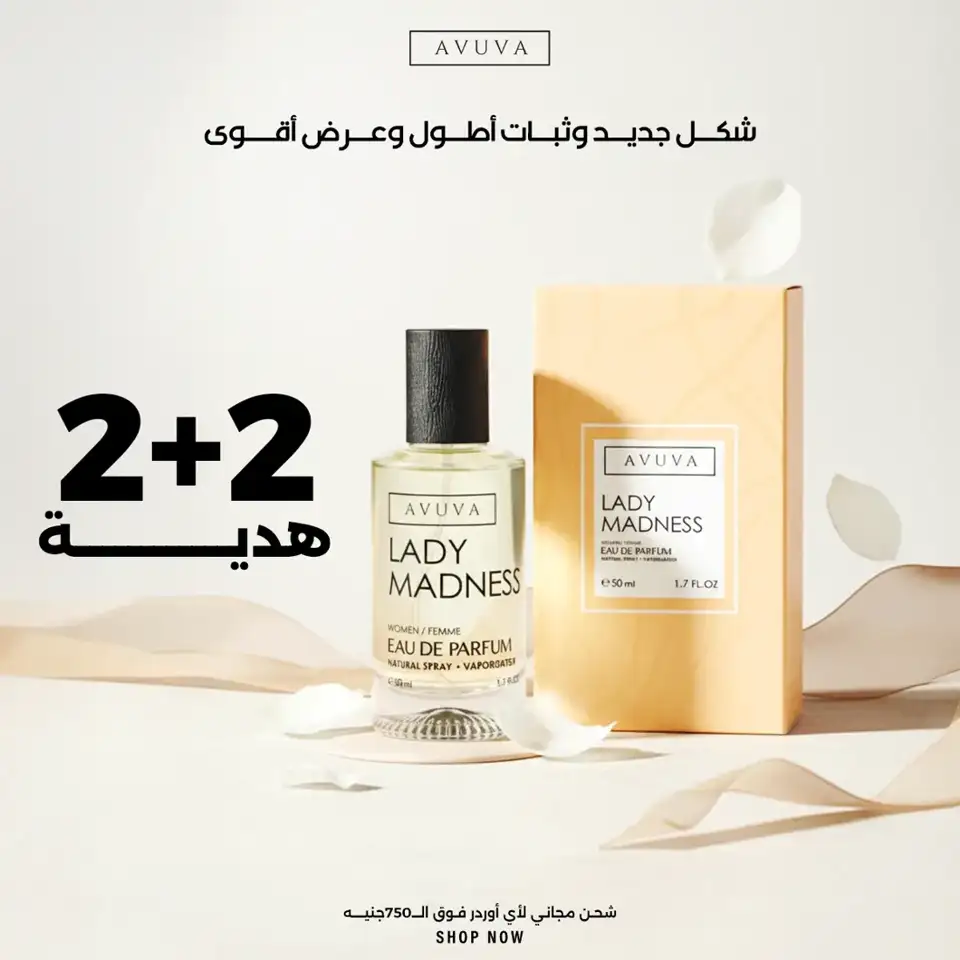 AVUVA
شكل جديد وثبات أطول وعرض أقوى
2+2
هدية
AVUVA
LADY
MADNESS
WOMEN / FEMME
EAU DE PARFUM
NATURAL SPRAY • VAPORGATER
AVUVA
LADY
MADNESS
EAU DE PARFUM
℮50 ml 1.7 FL.OZ
شحن مجاني لأي أوردر فوق الـ750جنيه
SHOP NOW